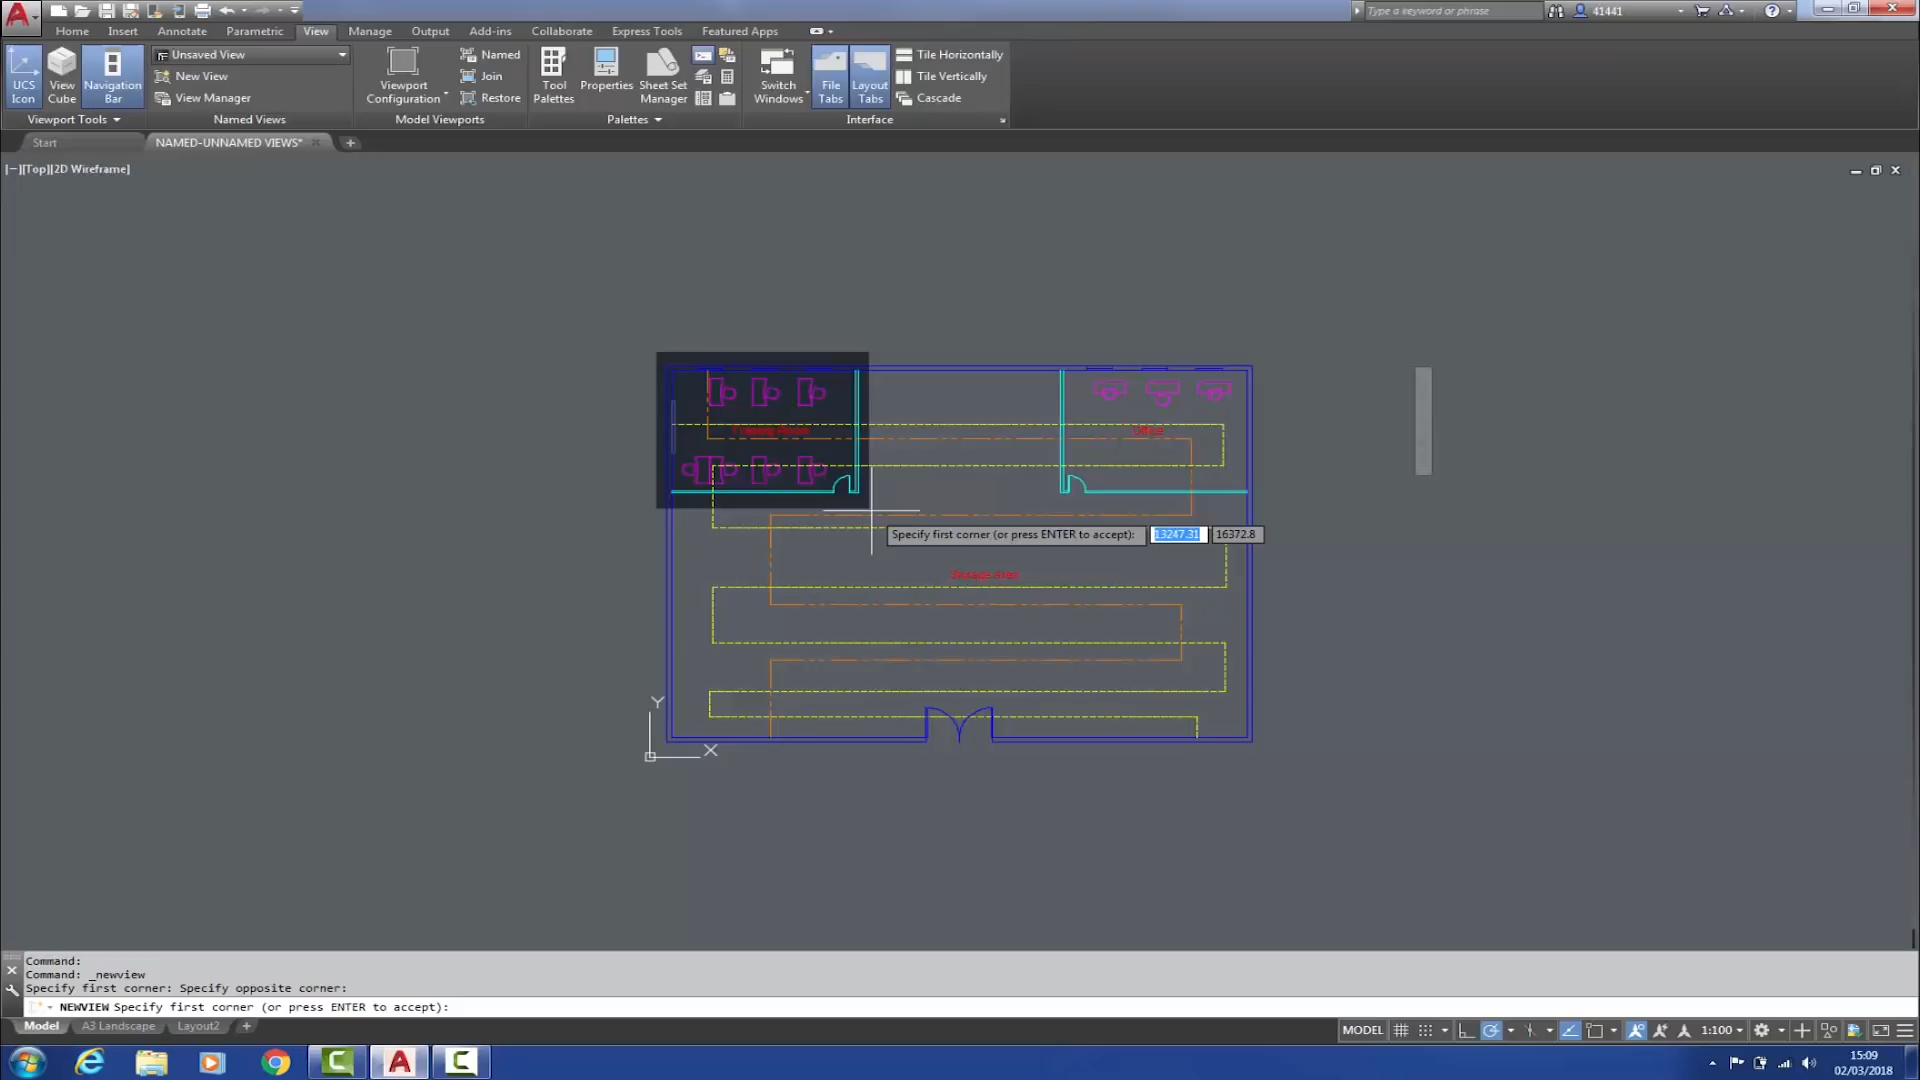 Type a keyword or phrase
41441
Home Insert Annotate Parametric View Manage Output Add-ins Collaborate Express Tools Featured Apps
UCS Icon
View Cube
Navigation Bar
Unsaved View
New View
View Manager
Viewport Configuration
Named
Join
Restore
Tool Palettes
Properties
Sheet Set Manager
Switch Windows
File Tabs
Layout Tabs
Tile Horizontally
Tile Vertically
Cascade
Viewport Tools Named Views Model Viewports Palettes Interface
Start NAMED-UNNAMED VIEWS*
[−][Top][2D Wireframe]
Training Room
Office
Specify first corner (or press ENTER to accept): 13247.31 16372.8
Storage Area
Y
X
Command:
Command: _newview
Specify first corner: Specify opposite corner:
NEWVIEW Specify first corner (or press ENTER to accept):
Model A3 Landscape Layout2 +
MODEL 1:100
15:09
02/03/2018